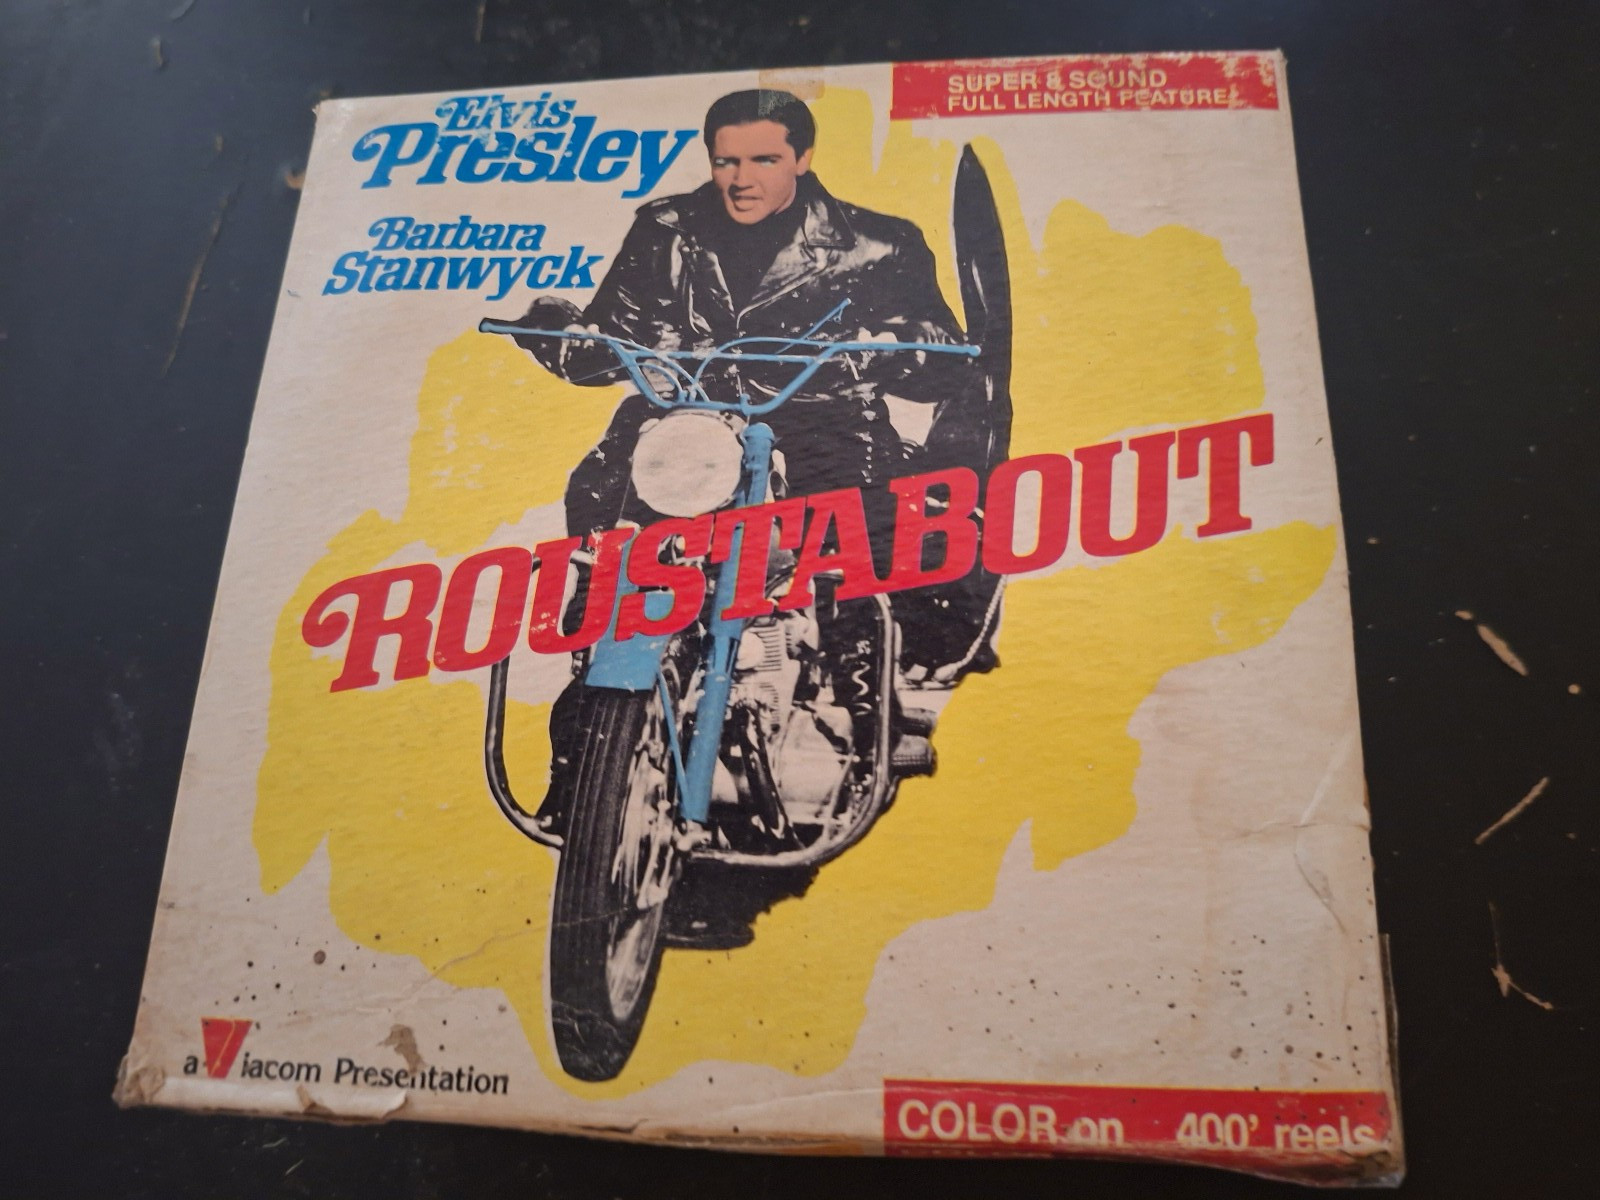 SUPER 8 SOUND
FULL LENGTH FEATURE
Elvis
Presley
Barbara
Stanwyck
ROUSTABOUT
a Viacom Presentation
COLOR on 400' reels